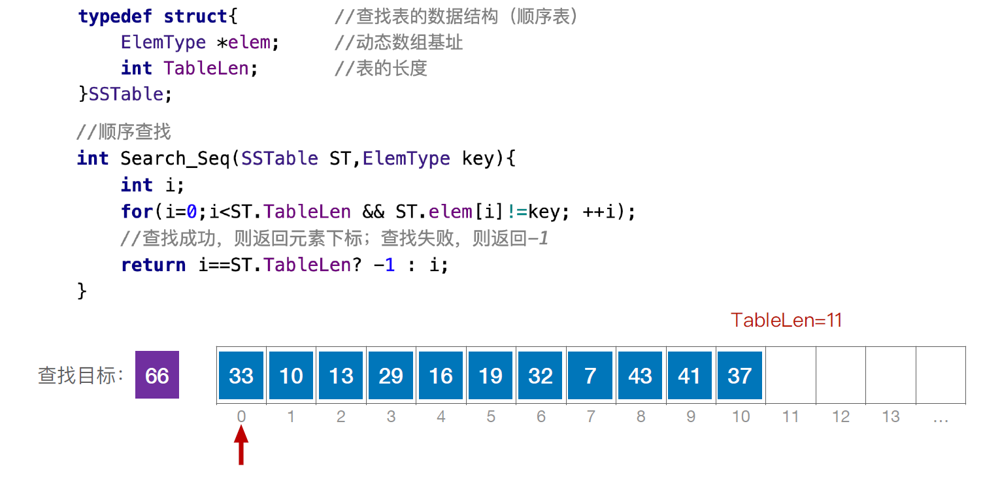 typedef struct{ //查找表的数据结构（顺序表）
ElemType *elem; //动态数组基址
int TableLen; //表的长度
}SSTable;
//顺序查找
int Search_Seq(SSTable ST,ElemType key){
int i;
for(i=0;i<ST.TableLen && ST.elem[i]!=key; ++i);
//查找成功，则返回元素下标；查找失败，则返回-1
return i==ST.TableLen? -1 : i;
}
TableLen=11
查找目标： 66 33 10 13 29 16 19 32 7 43 41 37
0 1 2 3 4 5 6 7 8 9 10 11 12 13 ...